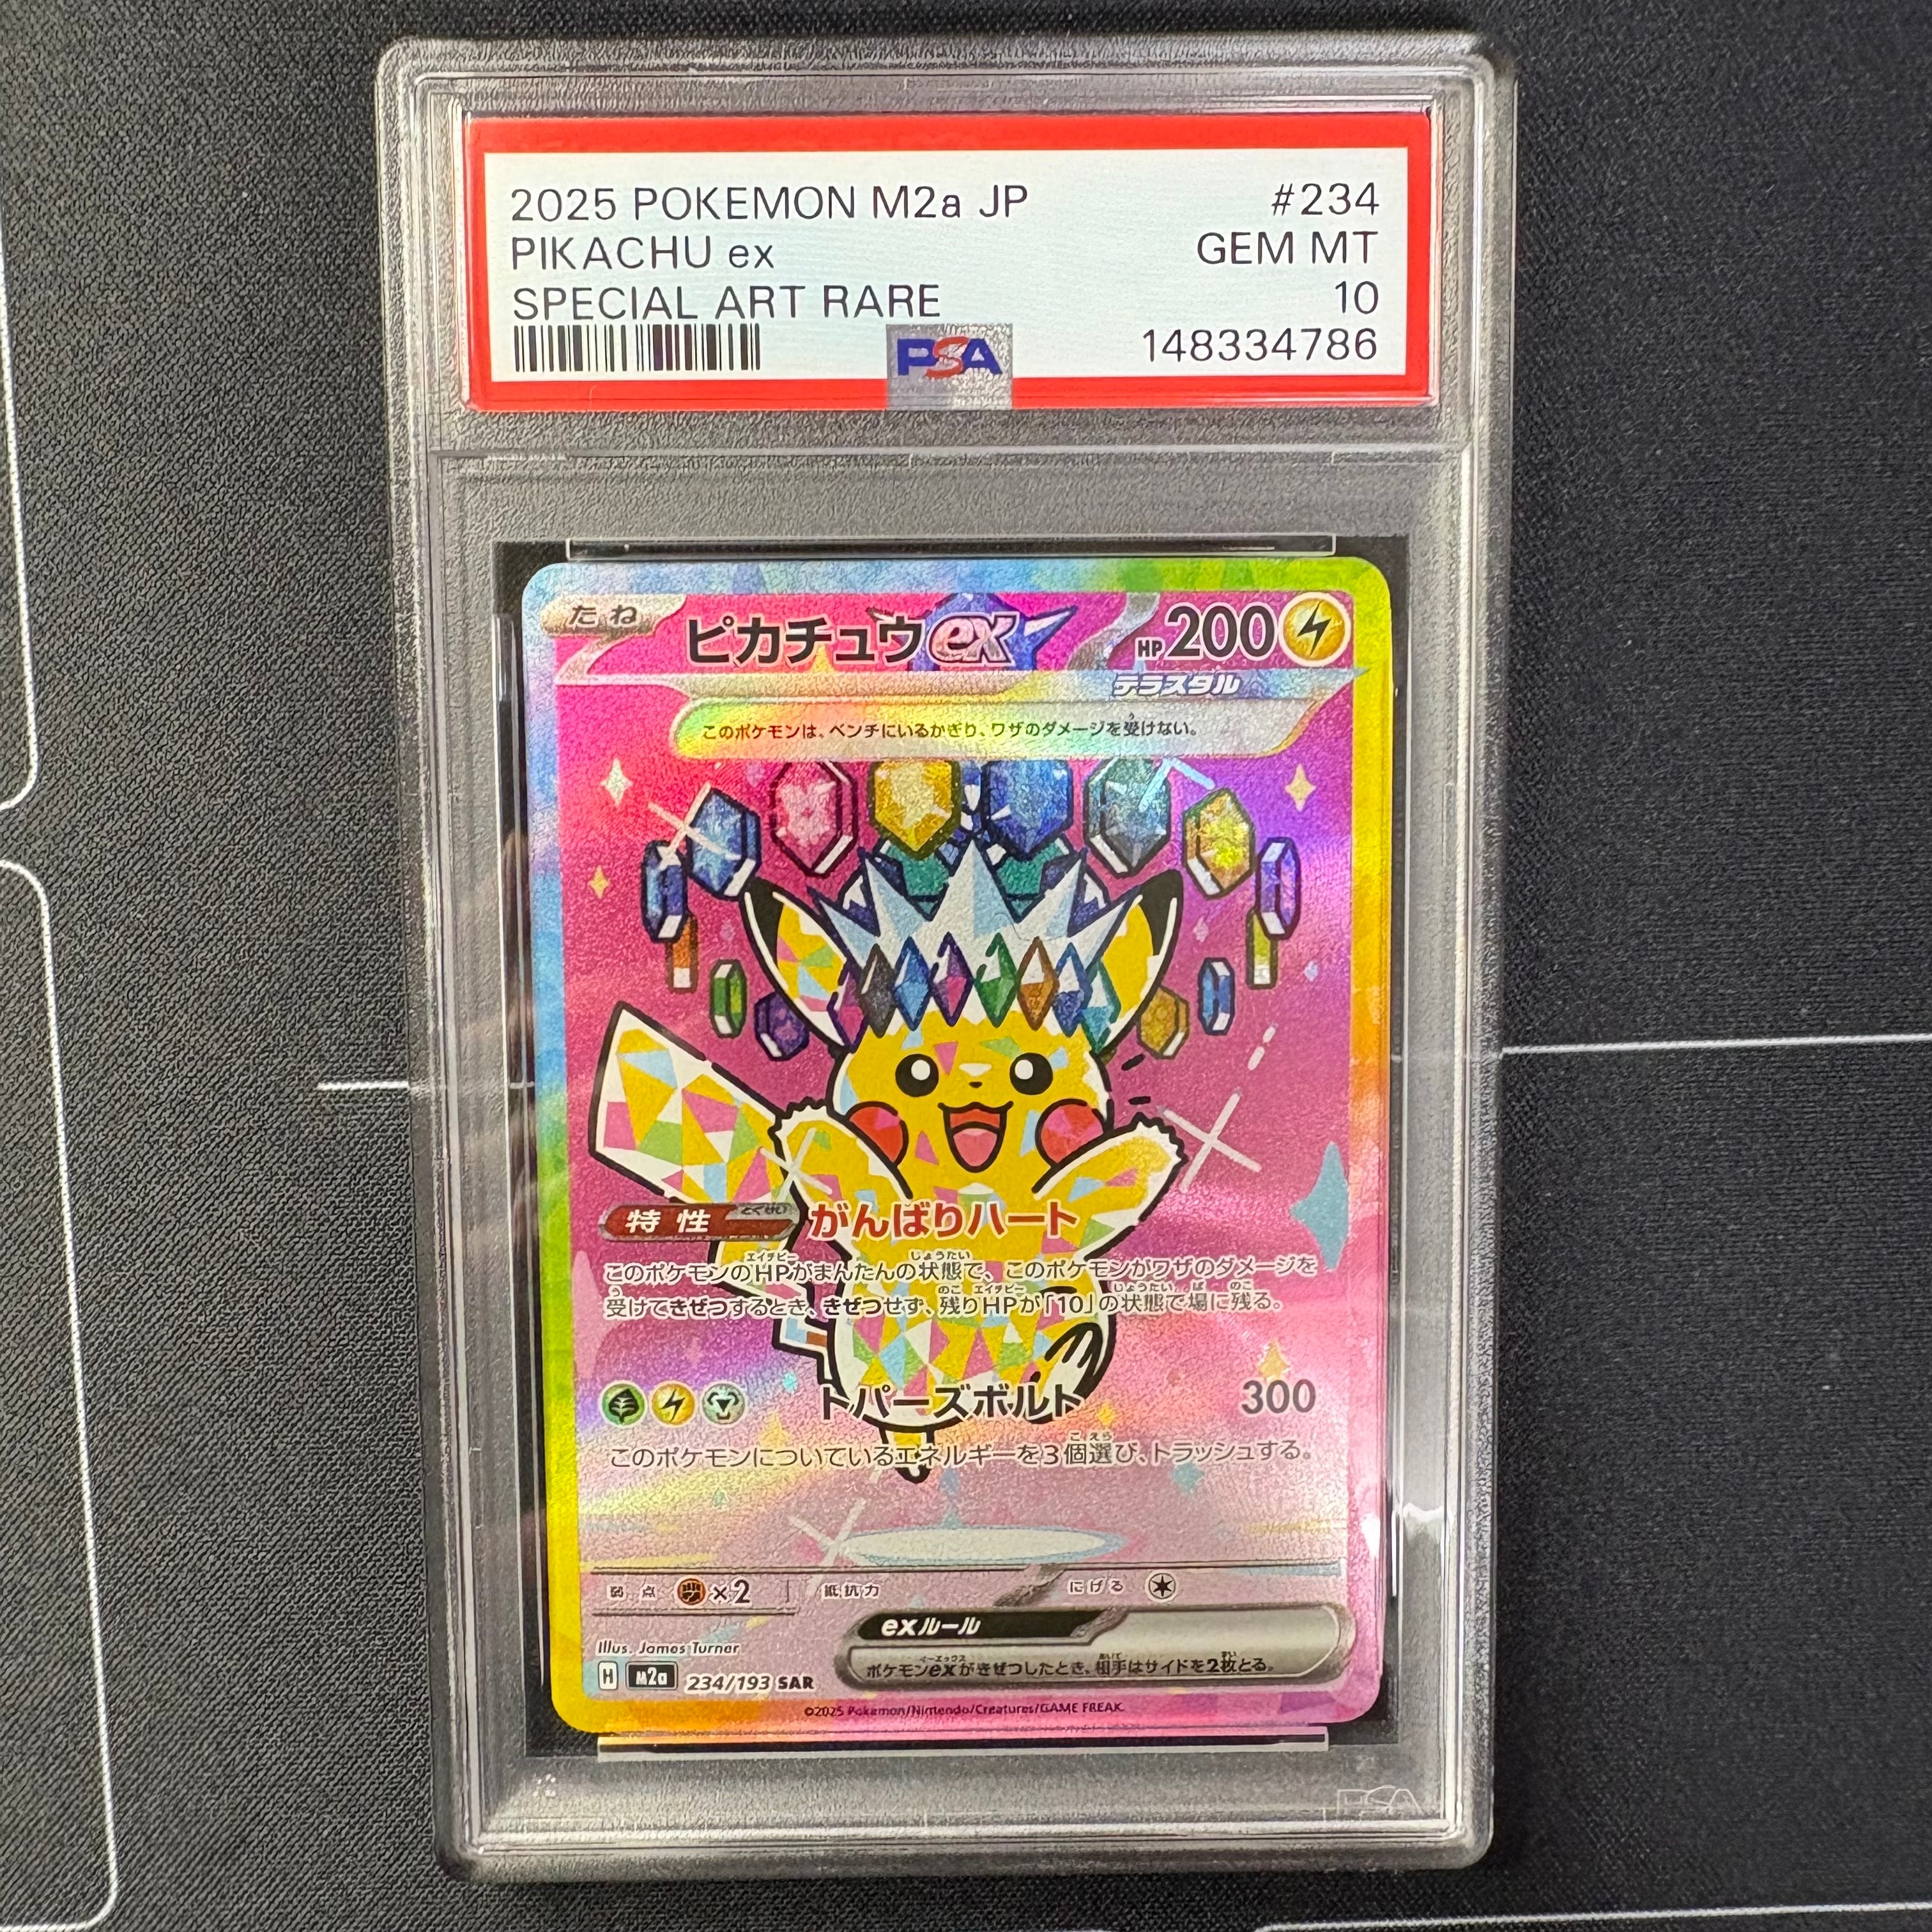 2025 POKEMON M2a JP #234
PIKACHU ex GEM MT
SPECIAL ART RARE 10
PSA 148334786
たね ピカチュウex HP200
テラスタル
このポケモンは、ベンチにいるかぎり、ワザのダメージを受けない。
特性 がんばりハート
このポケモンのHPがまんたんの状態で、このポケモンがワザのダメージを
受けてきぜつするとき、きぜつせず、残りHPが「10」の状態で場に残る。
トパーズボルト 300
このポケモンについているエネルギーを3個選び、トラッシュする。
弱点 ×2 抵抗力 にげる
exルール
ポケモンexがきぜつしたとき、相手はサイドを2枚とる。
Illus. James Turner
H M2a 234/193 SAR
©2025 Pokémon/Nintendo/Creatures/GAME FREAK.
PSA